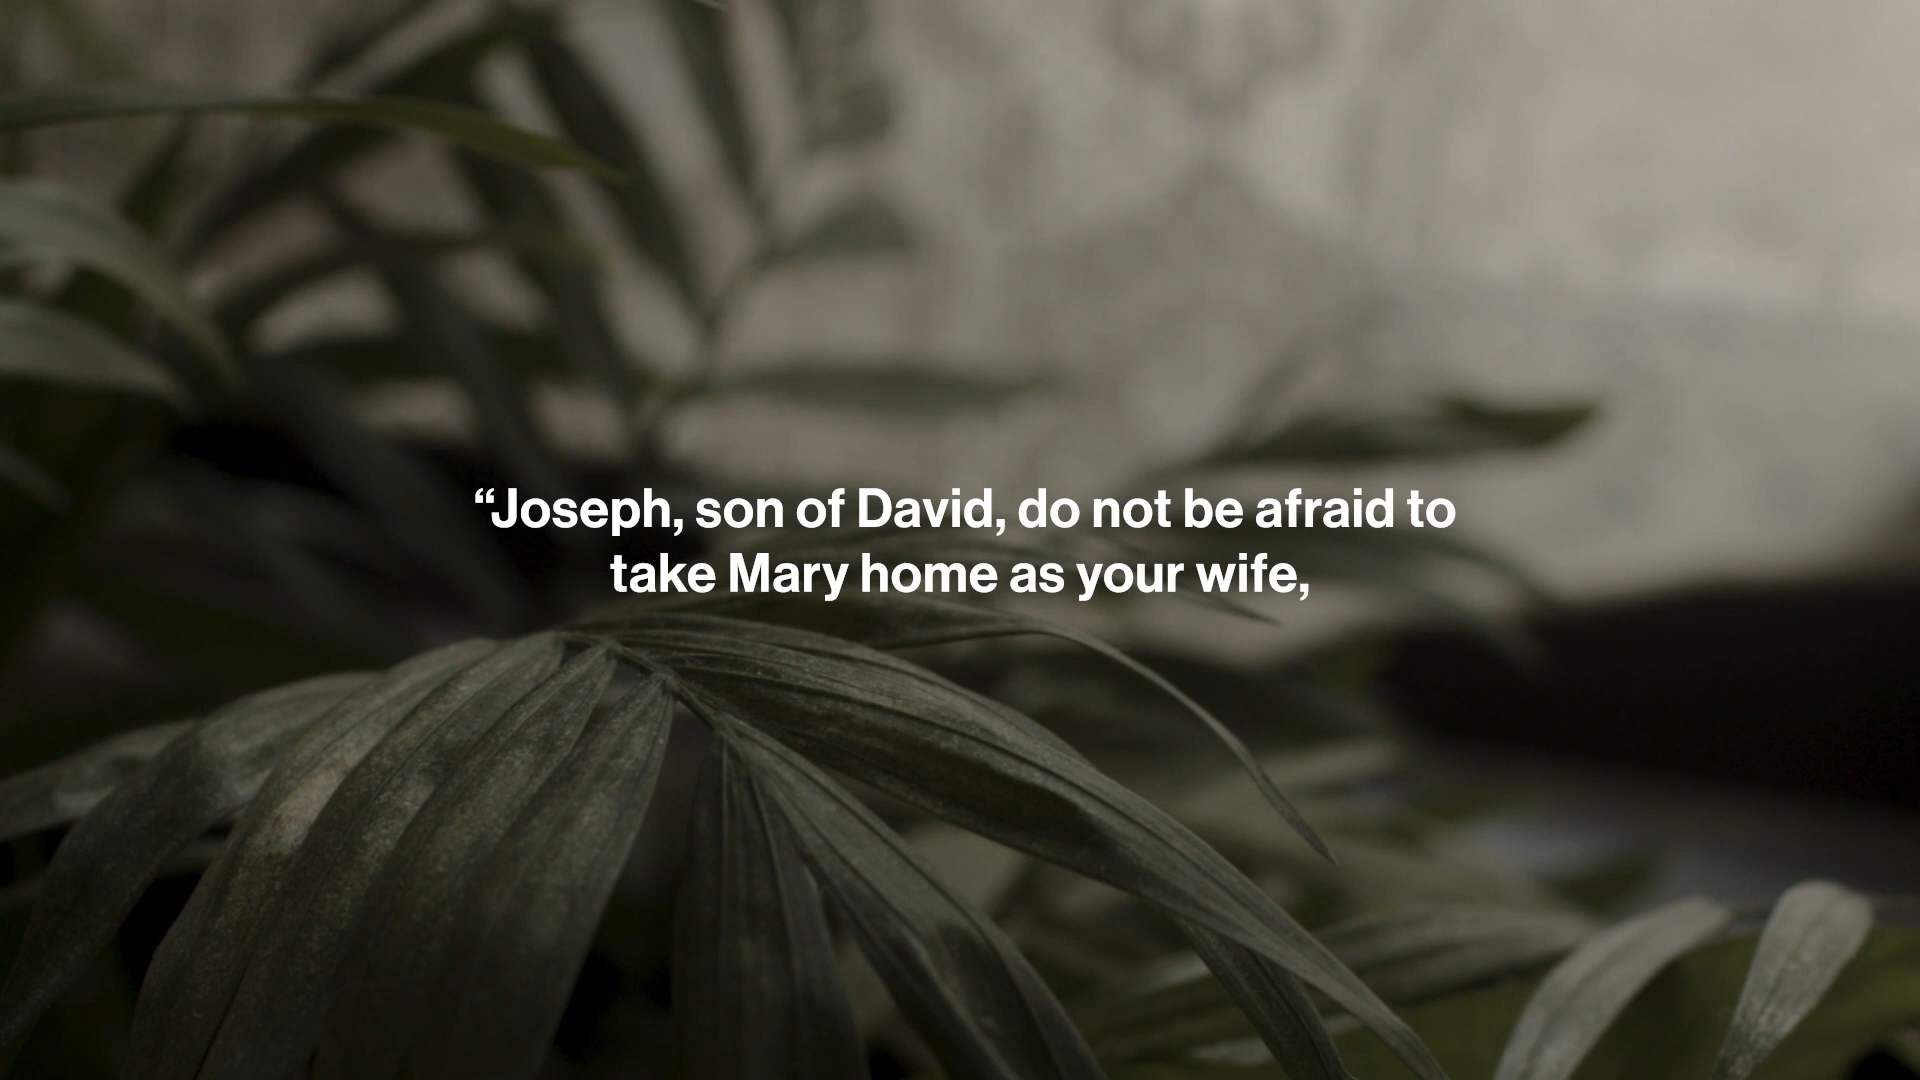 “Joseph, son of David, do not be afraid to
take Mary home as your wife,